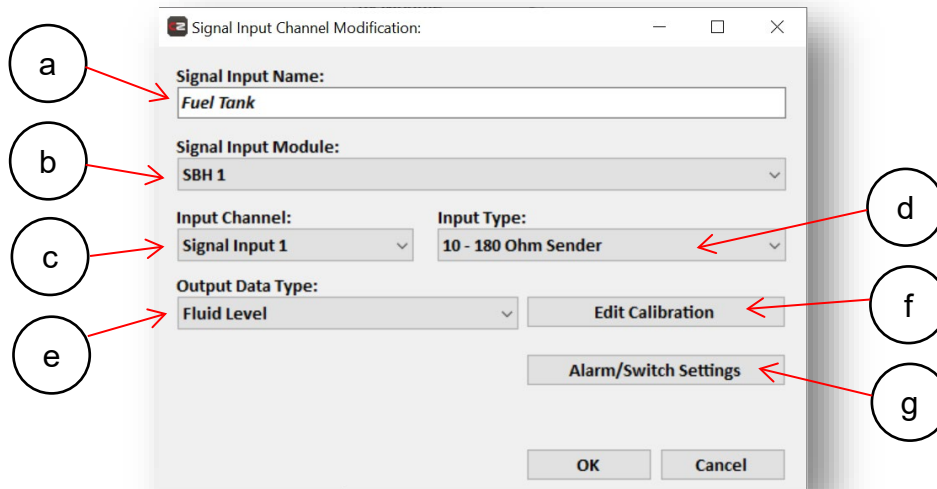 Signal Input Channel Modification:
a
Signal Input Name:
Fuel Tank
b
Signal Input Module:
SBH 1
c
Input Channel:
Input Type:
d
Signal Input 1
10 - 180 Ohm Sender
e
Output Data Type:
Fluid Level
Edit Calibration
f
Alarm/Switch Settings
g
OK
Cancel